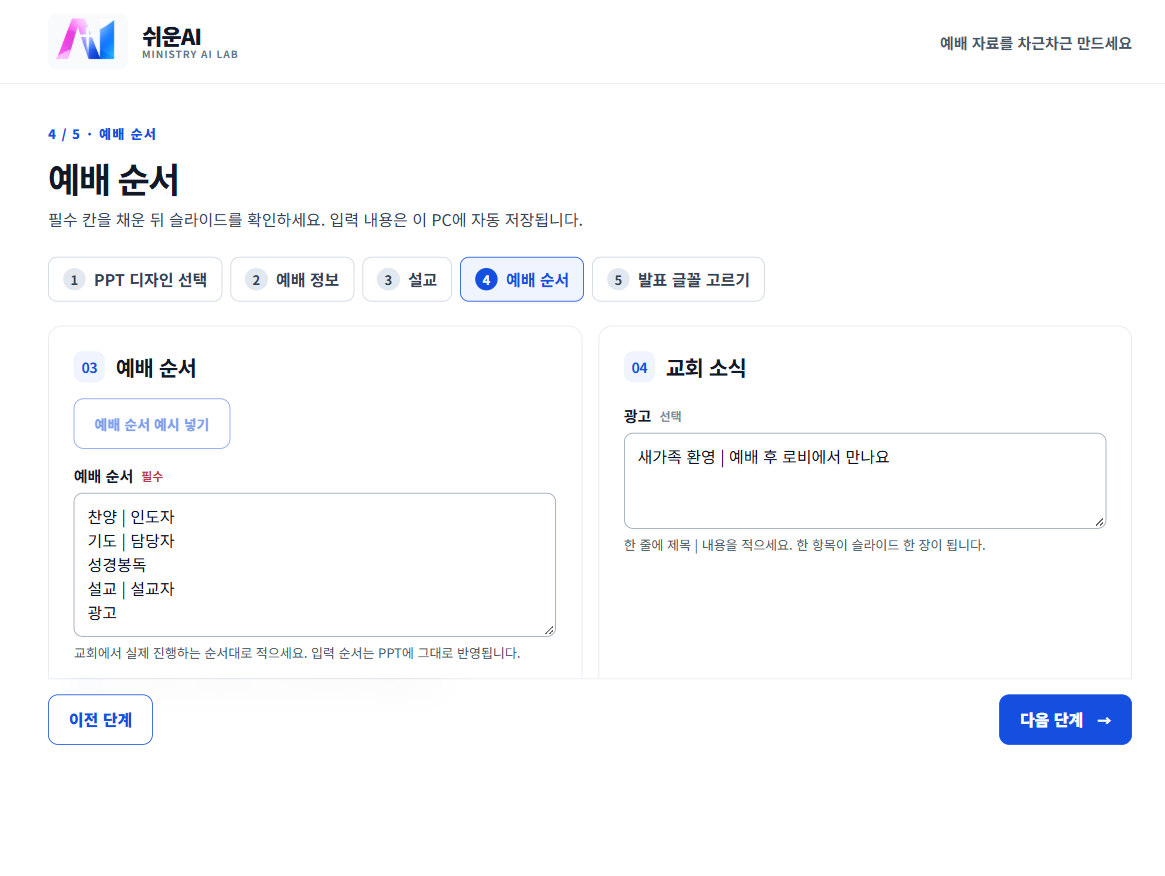 쉬운AI
MINISTRY AI LAB
예배 자료를 차근차근 만드세요
4 / 5 · 예배 순서
예배 순서
필수 칸을 채운 뒤 슬라이드를 확인하세요. 입력 내용은 이 PC에 자동 저장됩니다.
1 PPT 디자인 선택
2 예배 정보
3 설교
4 예배 순서
5 발표 글꼴 고르기
03 예배 순서
예배 순서 예시 넣기
예배 순서 필수
찬양 | 인도자
기도 | 담당자
성경봉독
설교 | 설교자
광고
교회에서 실제 진행하는 순서대로 적으세요. 입력 순서는 PPT에 그대로 반영됩니다.
04 교회 소식
광고 선택
새가족 환영 | 예배 후 로비에서 만나요
한 줄에 제목 | 내용을 적으세요. 한 항목이 슬라이드 한 장이 됩니다.
이전 단계
다음 단계 →